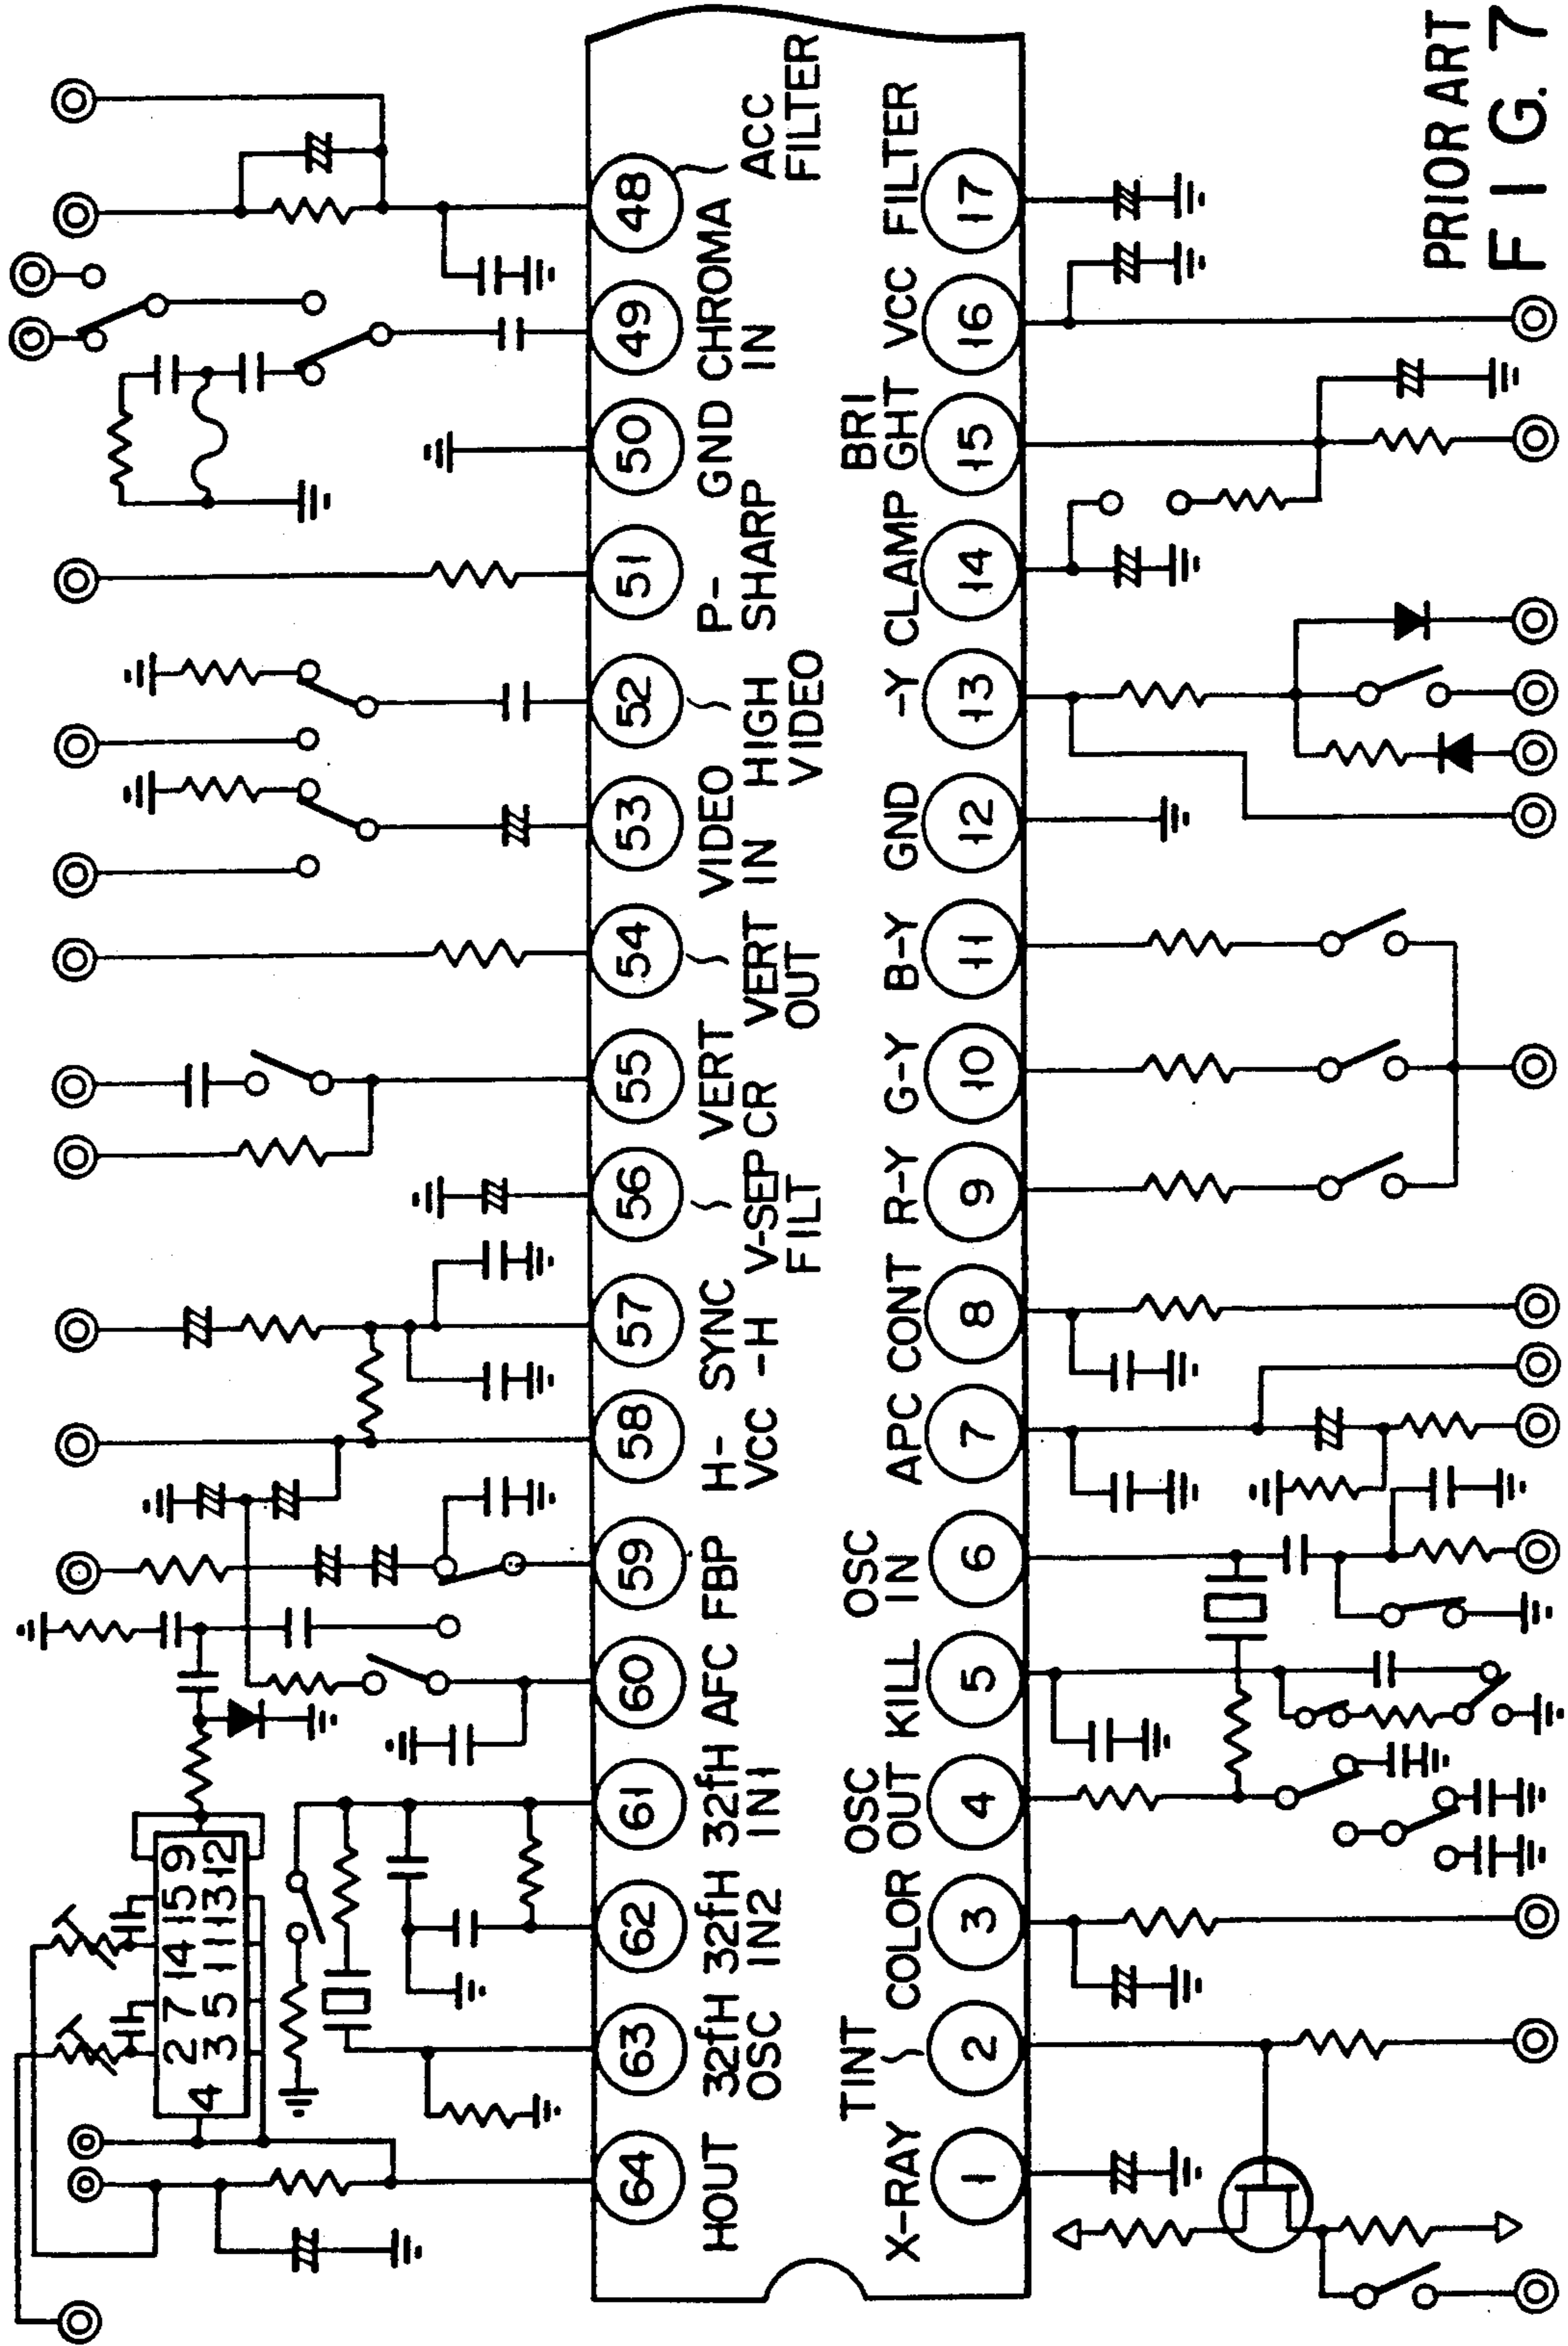 2 7 14 15 9
4
3 5 11 13 12
64 63 62 61 60 59 58 57 56 55 54 53 52 51 50 49 48
HOUT 32fH 32fH 32fH AFC FBP H- SYNC VERT VIDEO P- GND CHROMA
OSC IN2 IN1 VCC -H V-SEP CR VERT IN HIGH SHARP IN ACC
FILT OUT VIDEO FILTER
TINT OSC OSC BRI
X-RAY COLOR OUT KILL IN APC CONT R-Y G-Y B-Y GND -Y CLAMP GHT VCC FILTER
1 2 3 4 5 6 7 8 9 10 11 12 13 14 15 16 17
PRIOR ART
FIG. 7